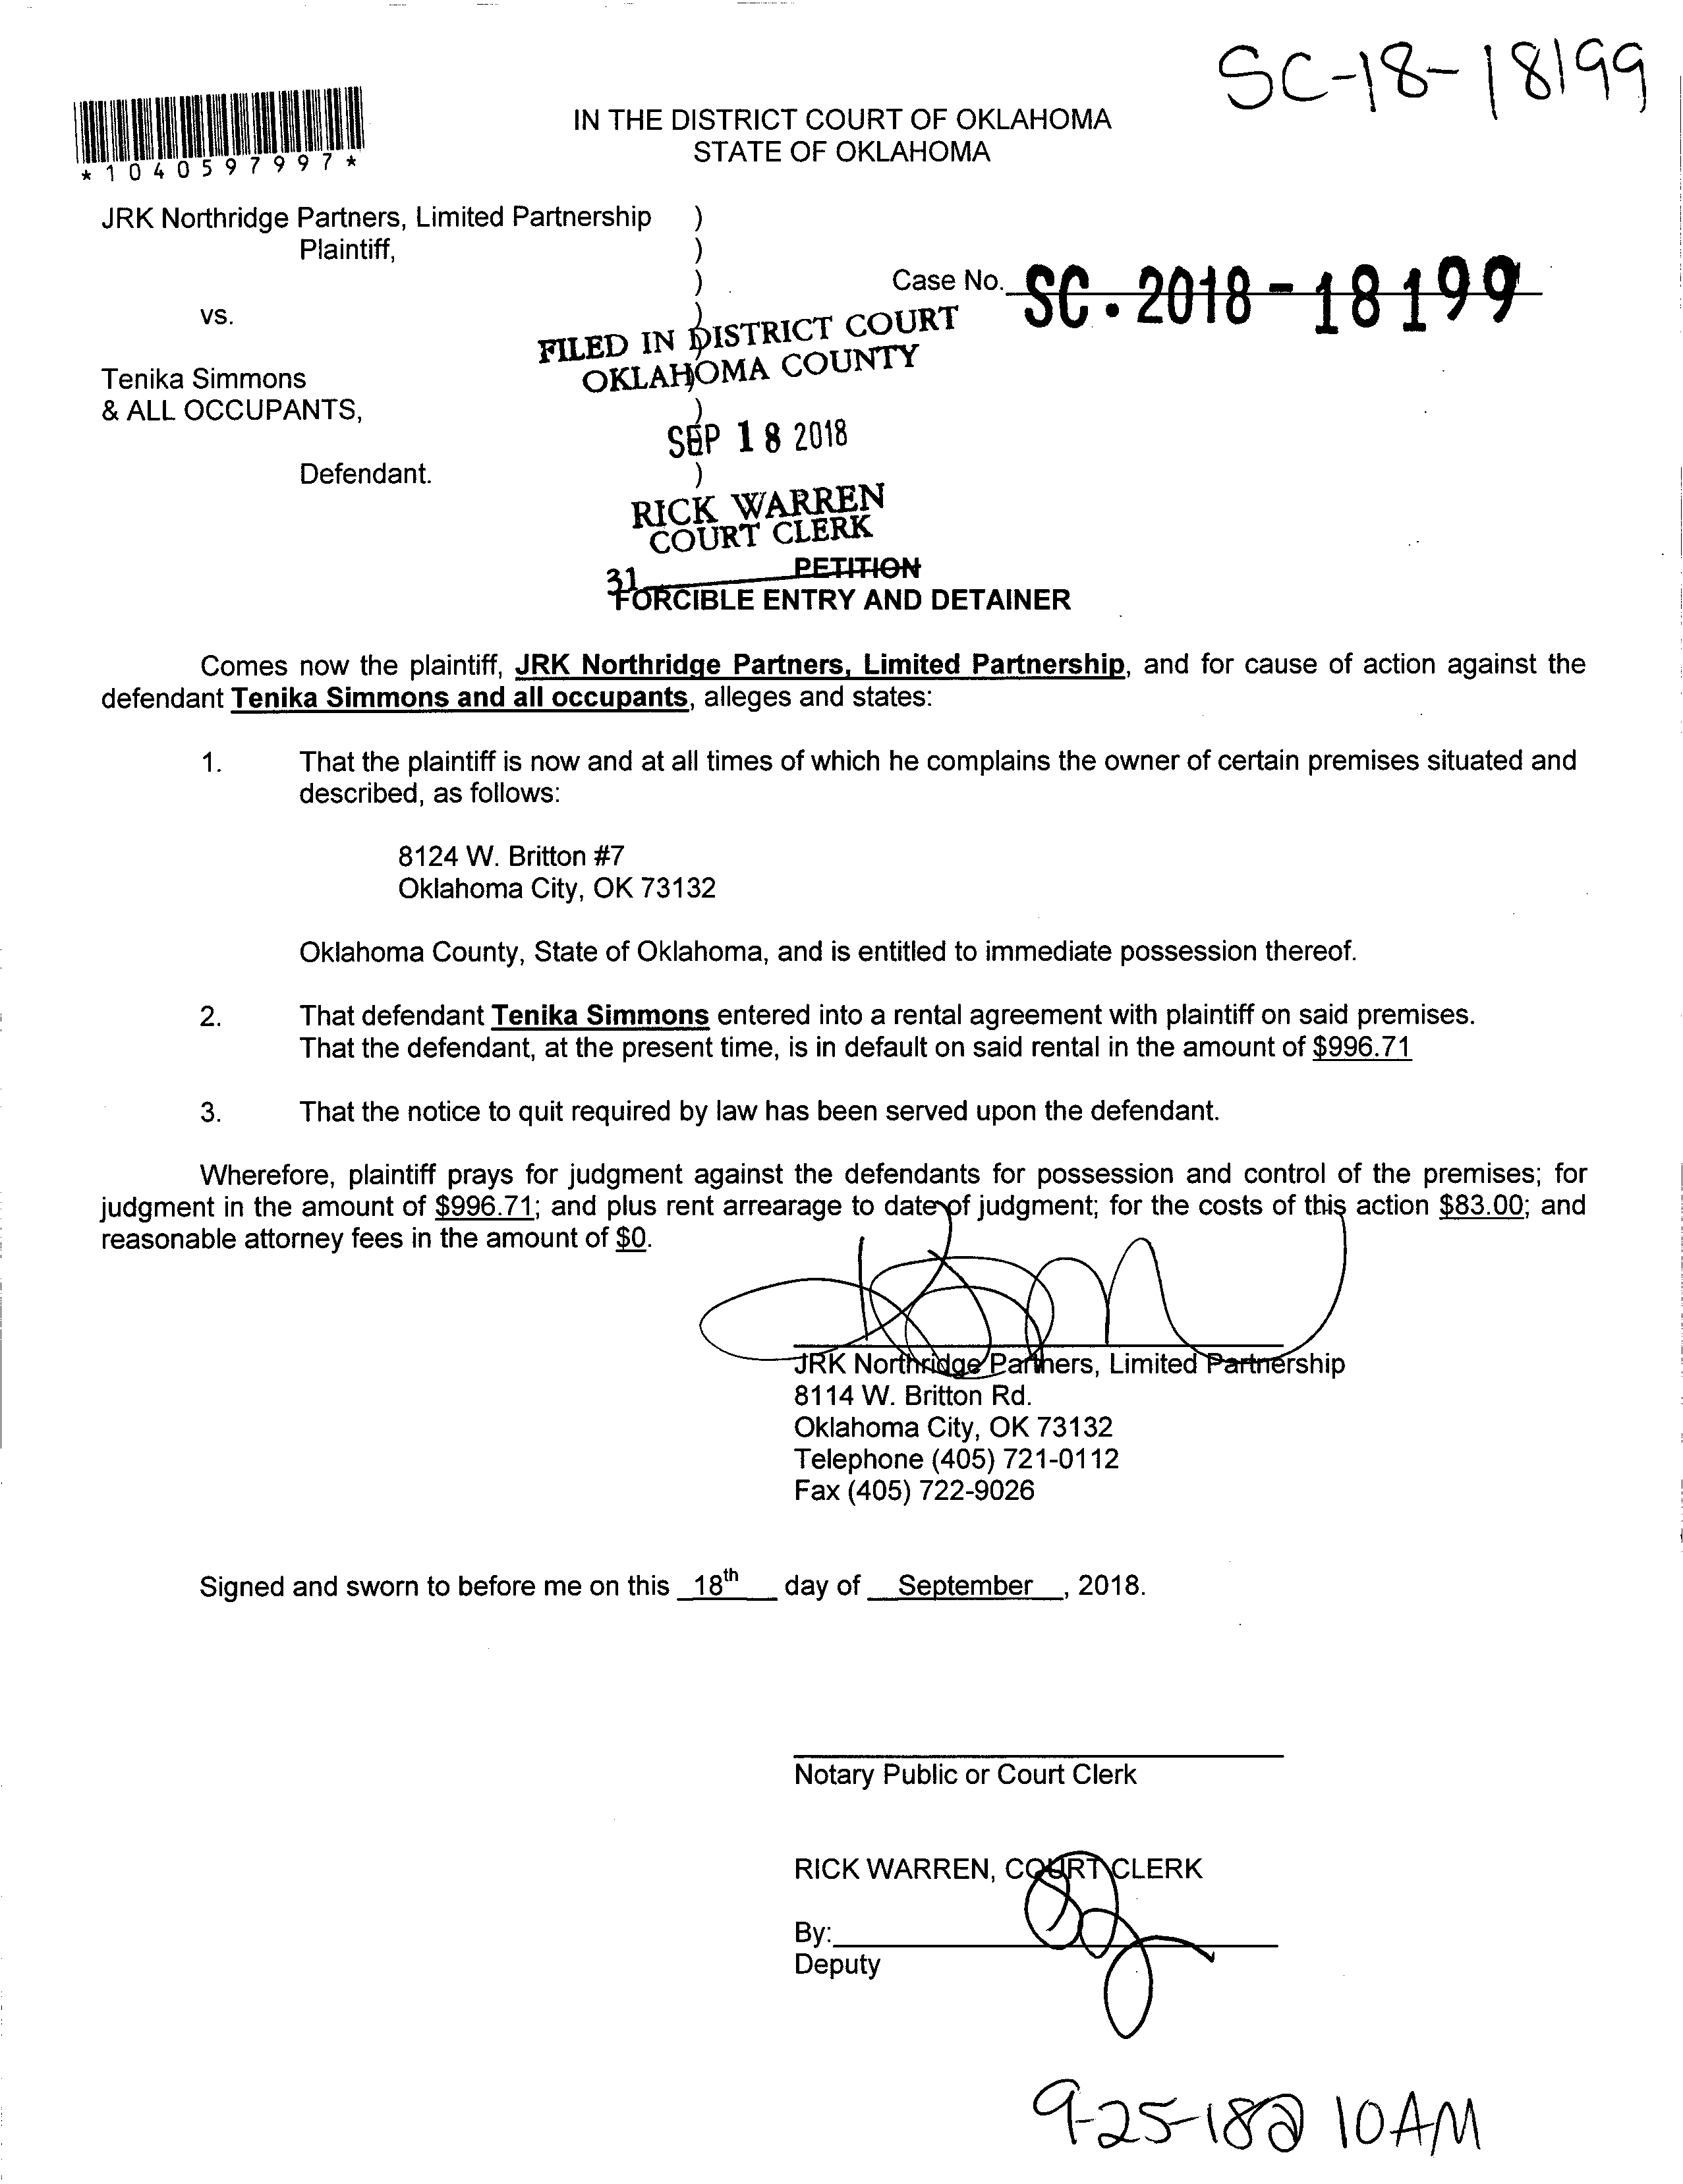 SC-18-18199
*1040597997*
IN THE DISTRICT COURT OF OKLAHOMA
STATE OF OKLAHOMA
JRK Northridge Partners, Limited Partnership )
Plaintiff, )
)
Case No. SC-2018-18199
vs. )
FILED IN DISTRICT COURT
OKLAHOMA COUNTY
Tenika Simmons )
& ALL OCCUPANTS, )
SEP 18 2018
Defendant. )
RICK WARREN
COURT CLERK
31
PETITION
FORCIBLE ENTRY AND DETAINER
Comes now the plaintiff, JRK Northridge Partners, Limited Partnership, and for cause of action against the
defendant Tenika Simmons and all occupants, alleges and states:
1. That the plaintiff is now and at all times of which he complains the owner of certain premises situated and
described, as follows:
8124 W. Britton #7
Oklahoma City, OK 73132
Oklahoma County, State of Oklahoma, and is entitled to immediate possession thereof.
2. That defendant Tenika Simmons entered into a rental agreement with plaintiff on said premises.
That the defendant, at the present time, is in default on said rental in the amount of $996.71
3. That the notice to quit required by law has been served upon the defendant.
Wherefore, plaintiff prays for judgment against the defendants for possession and control of the premises; for
judgment in the amount of $996.71; and plus rent arrearage to date of judgment; for the costs of this action $83.00; and
reasonable attorney fees in the amount of $0.
JRK Northridge Partners, Limited Partnership
8114 W. Britton Rd.
Oklahoma City, OK 73132
Telephone (405) 721-0112
Fax (405) 722-9026
Signed and sworn to before me on this 18th day of September, 2018.
Notary Public or Court Clerk
RICK WARREN, COURT CLERK
By:
Deputy
9-25-18@ 10AM